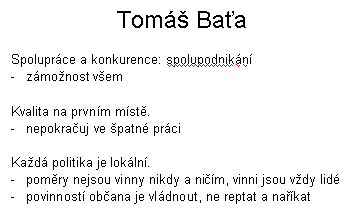 Tomáš Baťa
Spolupráce a konkurence: spolupodnikání
- zámožnost všem
Kvalita na prvním místě.
- nepokračuj ve špatné práci
Každá politika je lokální.
- poměry nejsou vinny nikdy a ničím, vinni jsou vždy lidé
- povinností občana je vládnout, ne reptat a naříkat